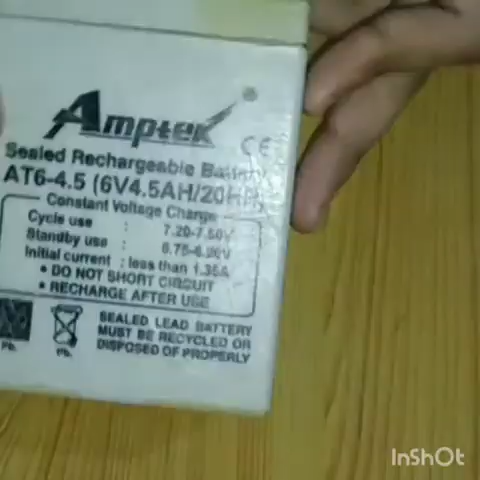 Amptek
CE
Sealed Rechargeable Battery
AT6-4.5 (6V4.5AH/20HR)
Constant Voltage Charge
Cycle use : 7.20-7.50V
Standby use : 6.75-6.90V
Initial current : less than 1.35A
• DO NOT SHORT CIRCUIT
• RECHARGE AFTER USE
SEALED LEAD BATTERY
MUST BE RECYCLED OR
DISPOSED OF PROPERLY
Pb.
Pb.
InShOt